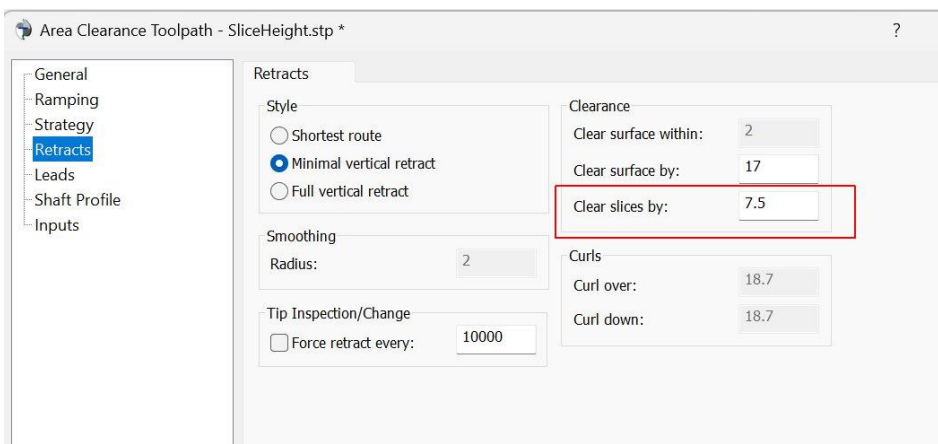 Area Clearance Toolpath - SliceHeight.stp *
?
General
Ramping
Strategy
Retracts
Leads
Shaft Profile
Inputs
Retracts
Style
Shortest route
Minimal vertical retract
Full vertical retract
Smoothing
Radius: 2
Tip Inspection/Change
Force retract every: 10000
Clearance
Clear surface within: 2
Clear surface by: 17
Clear slices by: 7.5
Curls
Curl over: 18.7
Curl down: 18.7